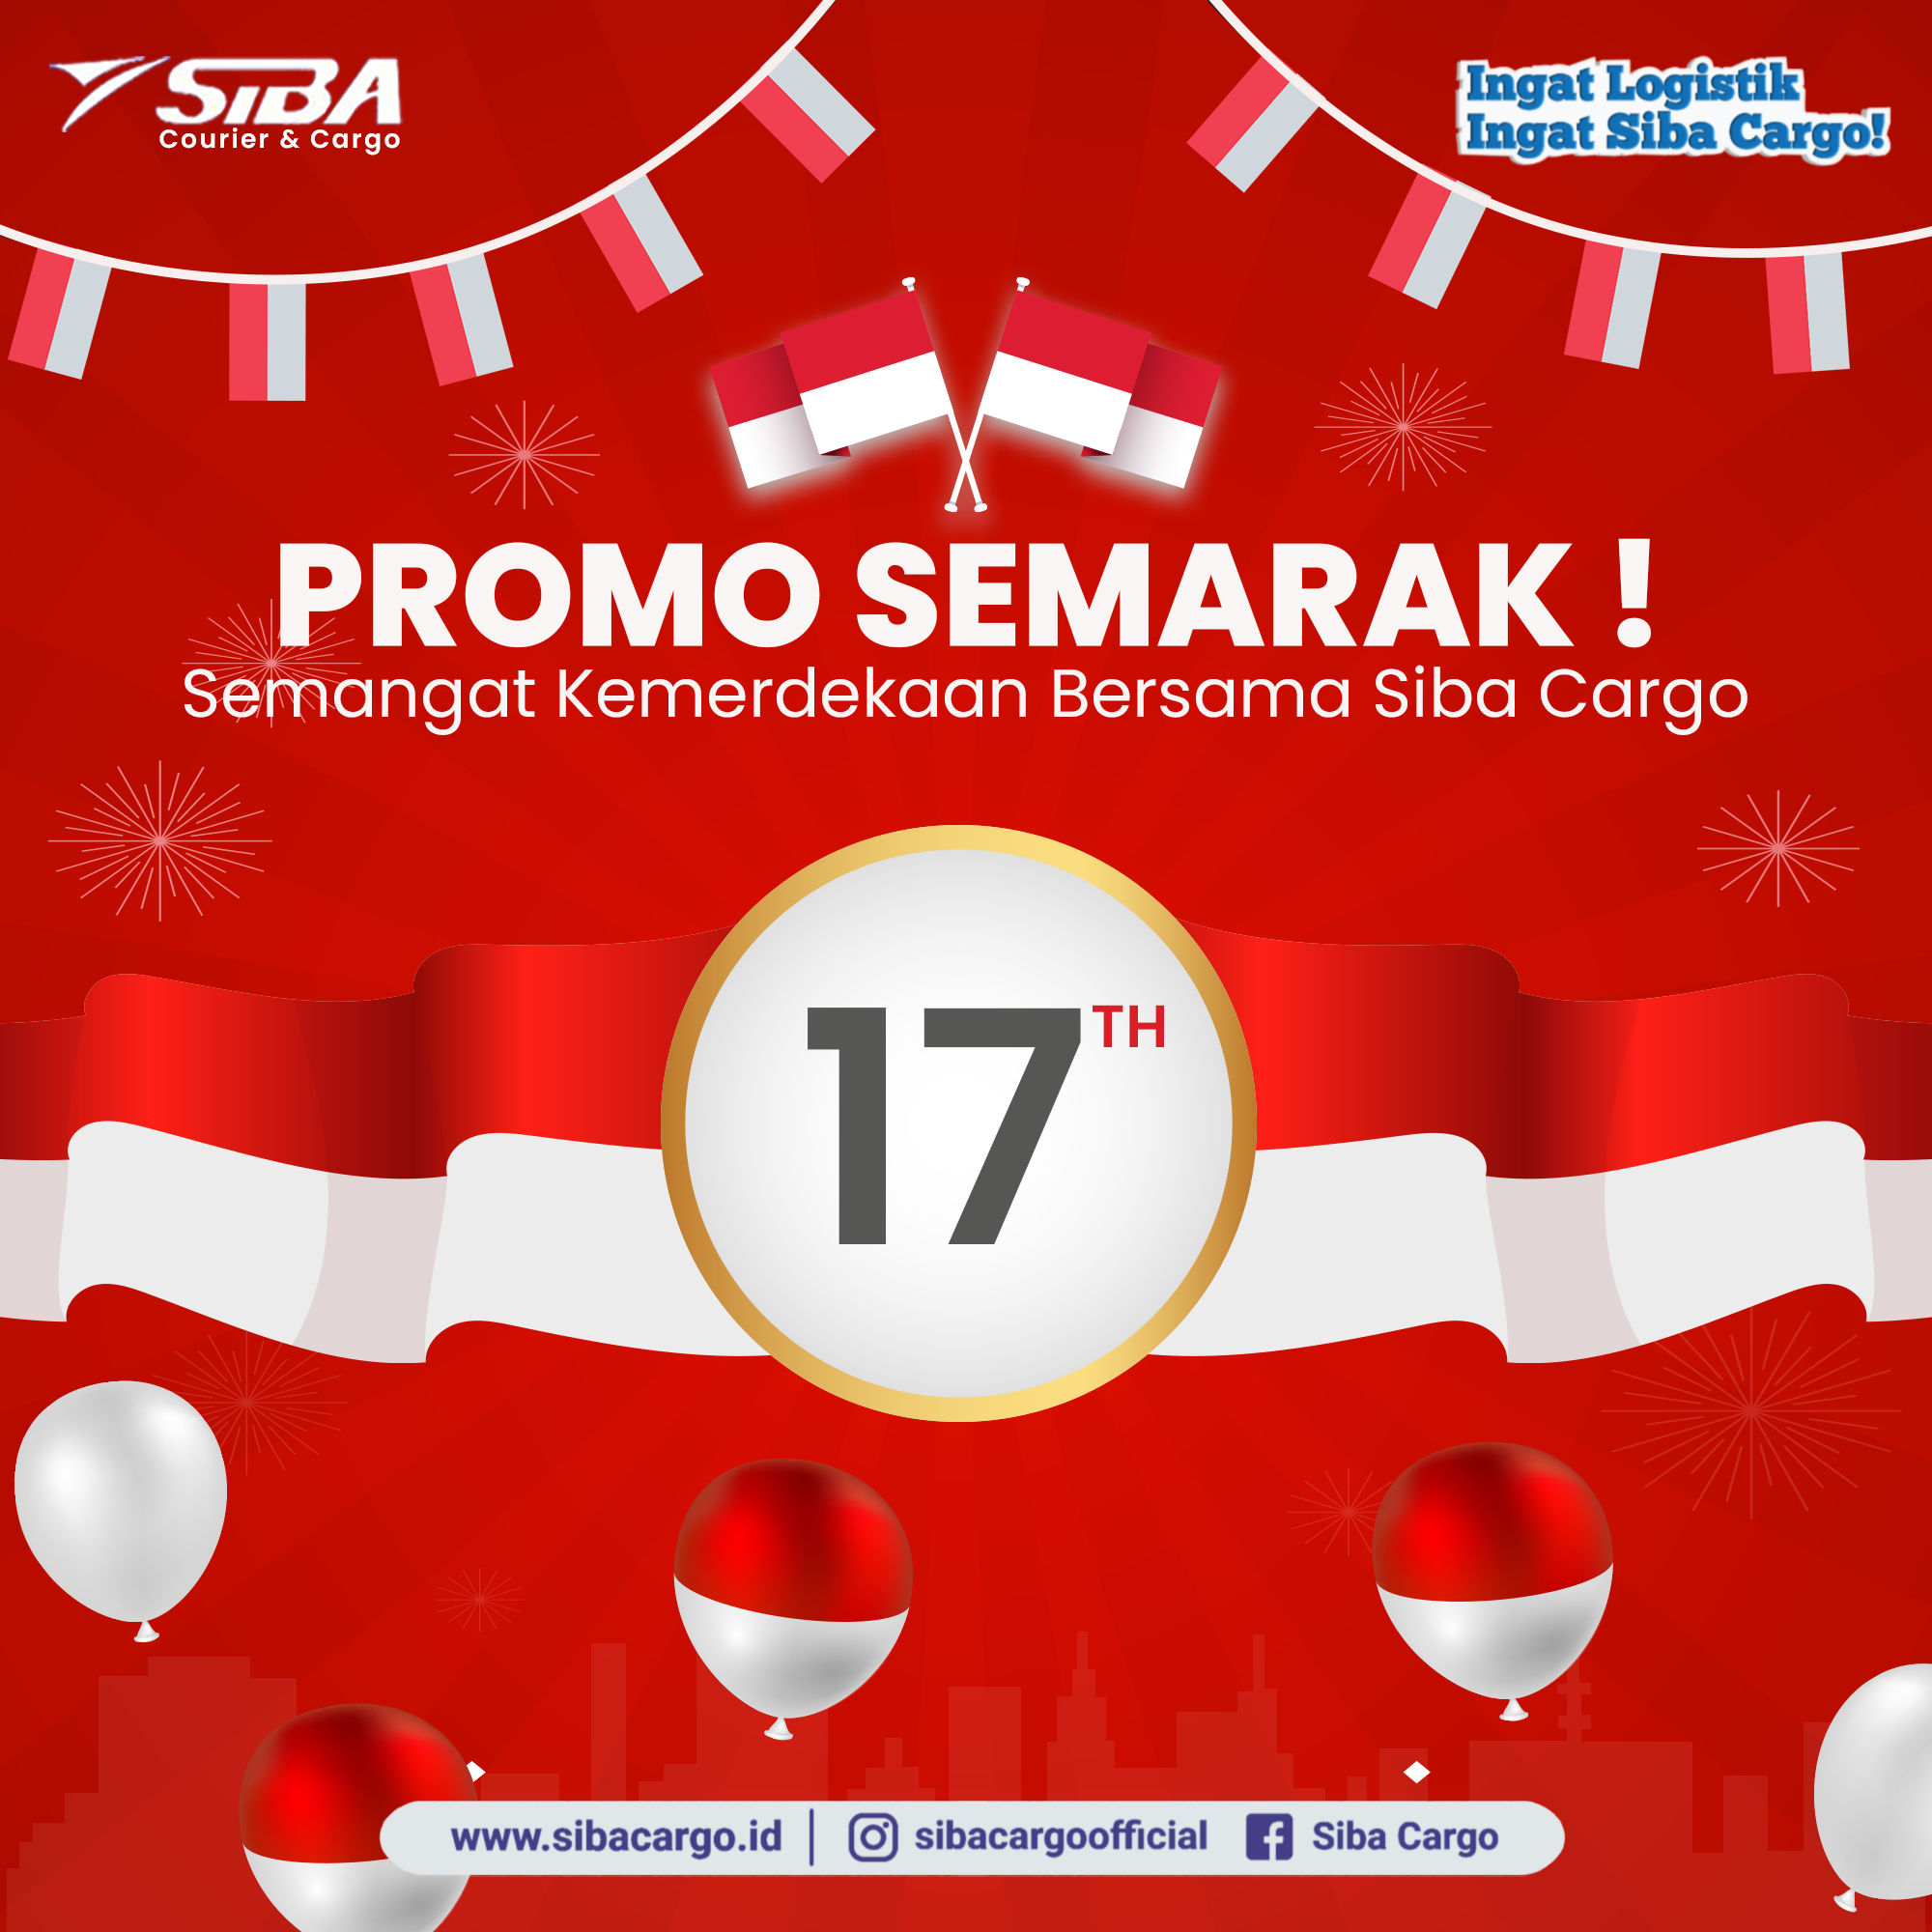 SiBA
Courier & Cargo
Ingat Logistik
Ingat Siba Cargo!
PROMO SEMARAK !
Semangat Kemerdekaan Bersama Siba Cargo
17TH
www.sibacargo.id | sibacargoofficial Siba Cargo